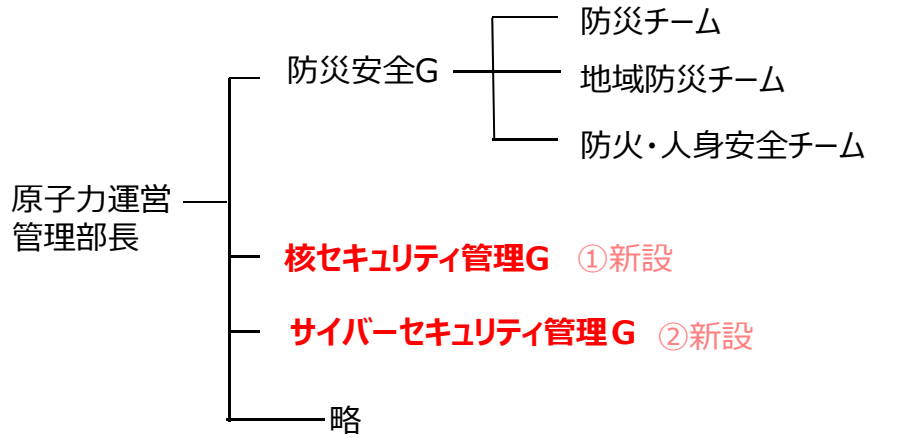 防災チーム
防災安全G
地域防災チーム
防火・人身安全チーム
原子力運営
管理部長
核セキュリティ管理G ①新設
サイバーセキュリティ管理G ②新設
略